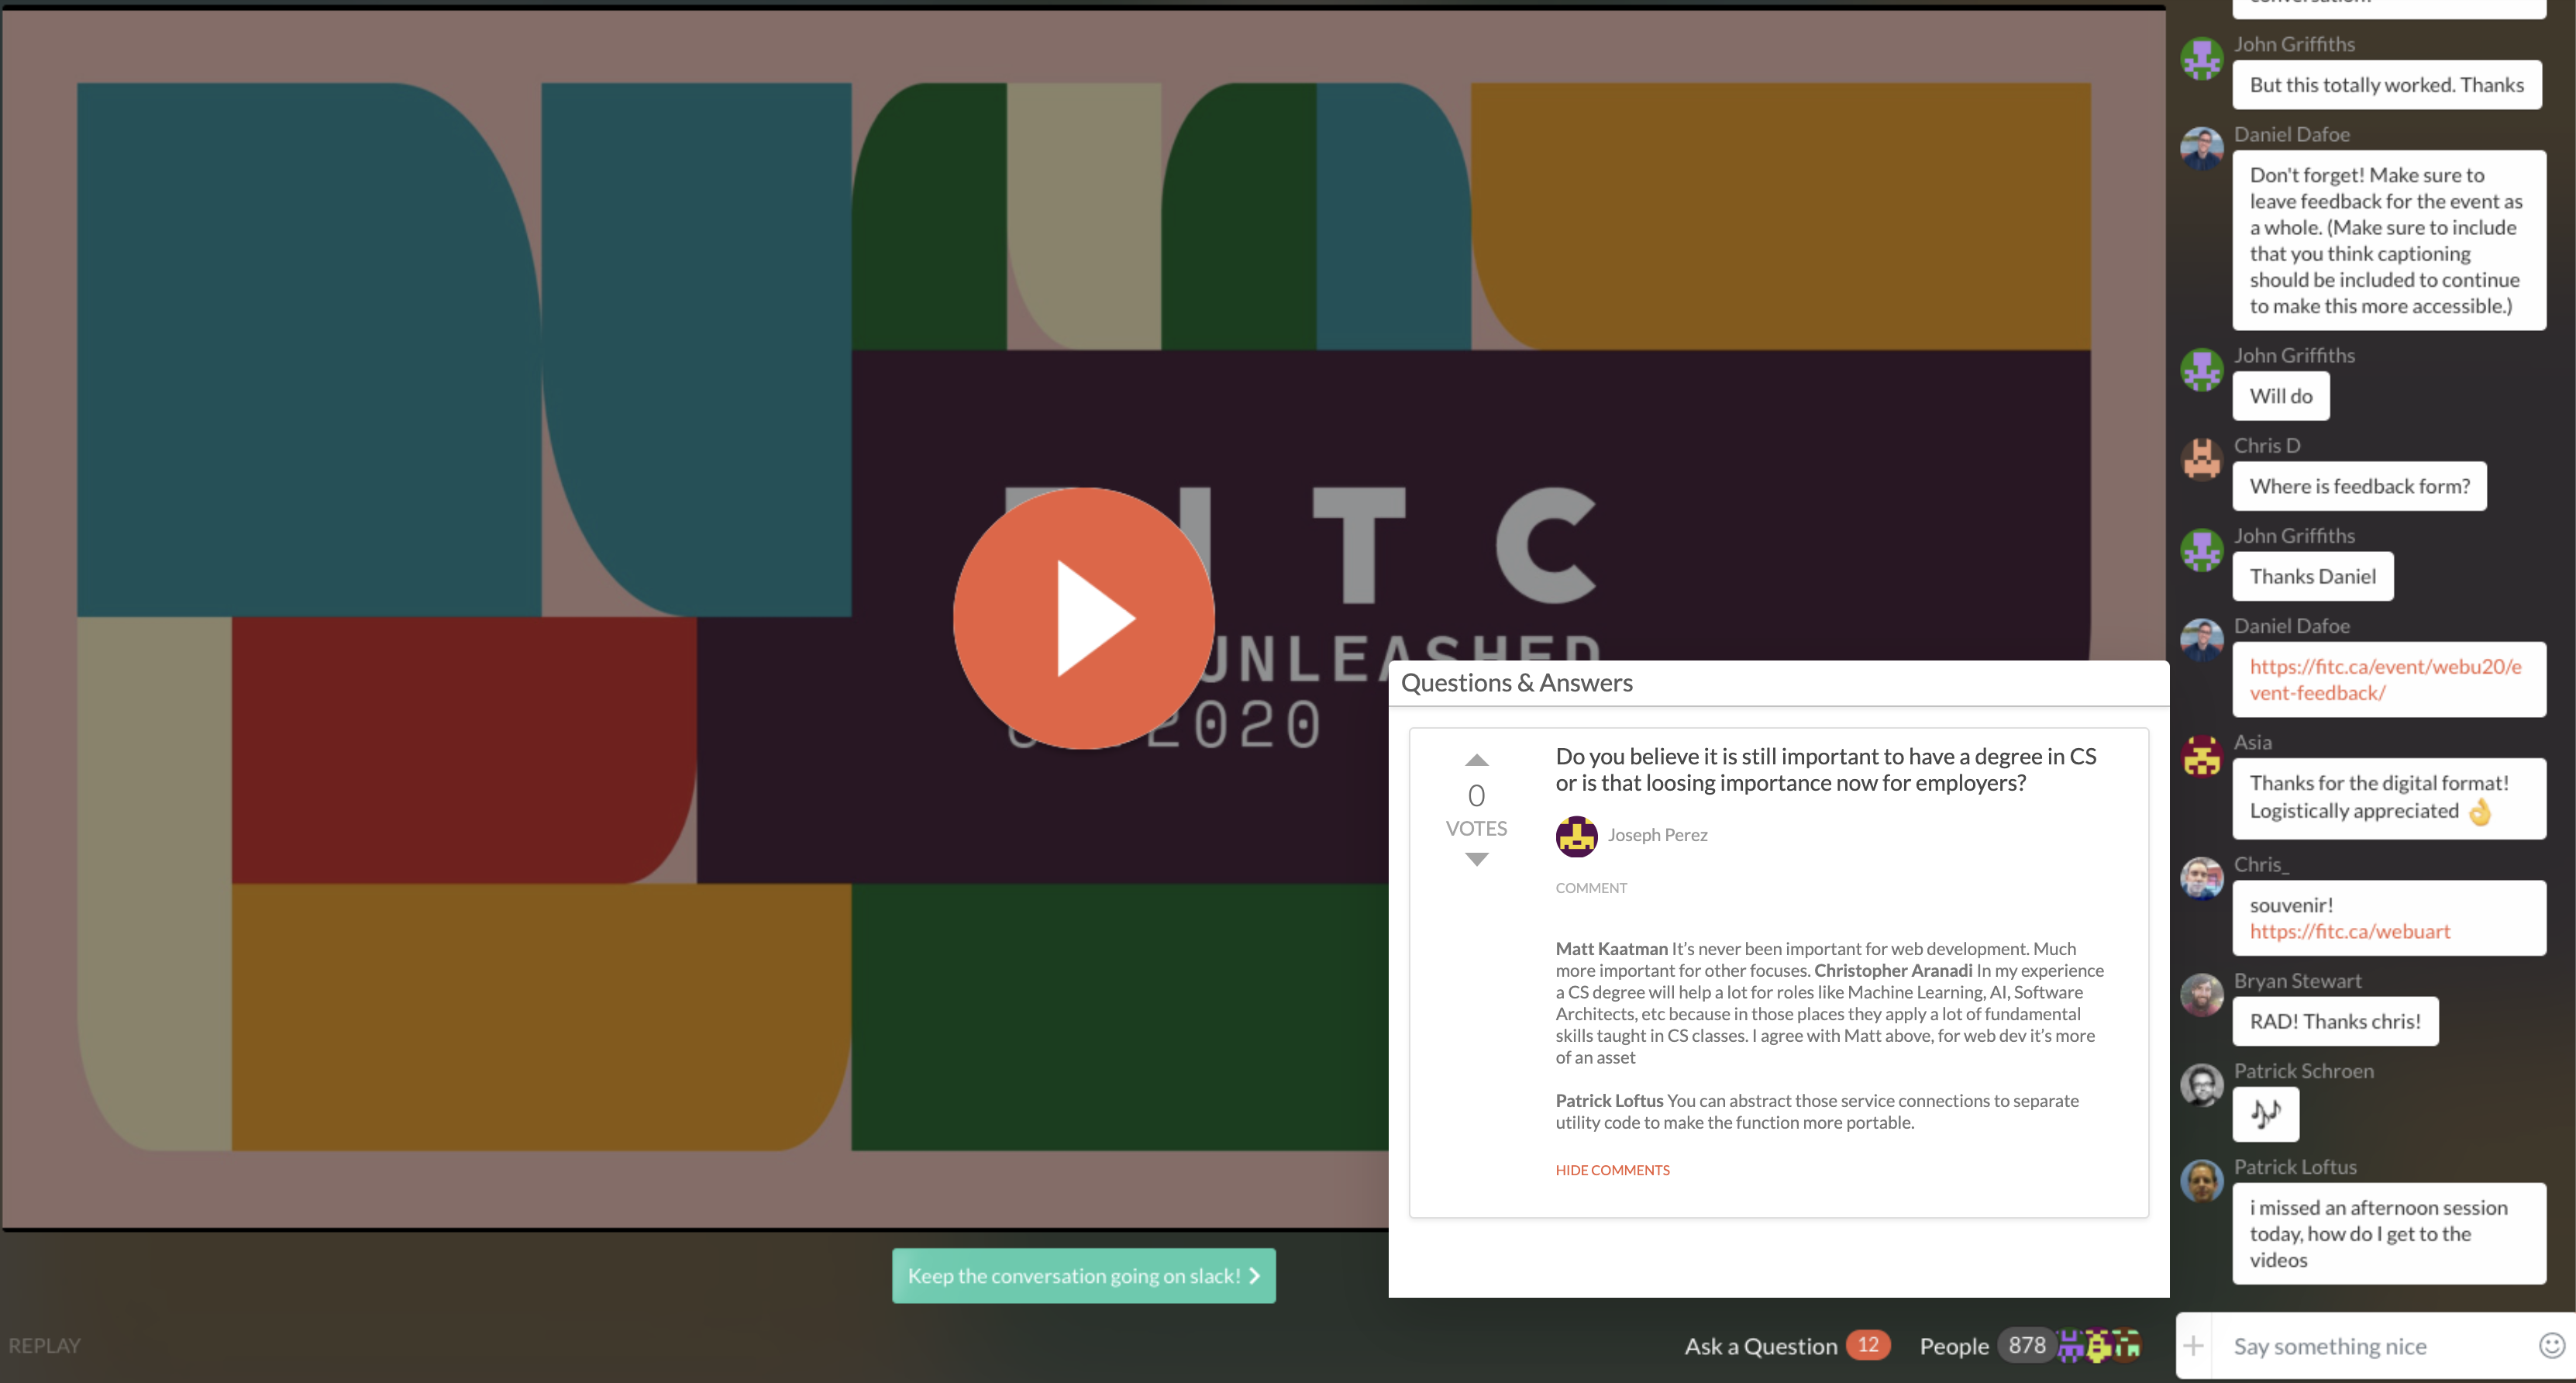 I T C
UNLEASHED
2020
Questions & Answers
0
VOTES
Do you believe it is still important to have a degree in CS
or is that loosing importance now for employers?
Joseph Perez
COMMENT
Matt Kaatman It’s never been important for web development. Much
more important for other focuses. Christopher Aranadi In my experience
a CS degree will help a lot for roles like Machine Learning, AI, Software
Architects, etc because in those places they apply a lot of fundamental
skills taught in CS classes. I agree with Matt above, for web dev it’s more
of an asset
Patrick Loftus You can abstract those service connections to separate
utility code to make the function more portable.
HIDE COMMENTS
Keep the conversation going on slack!
REPLAY
Ask a Question 12
People 878
conversation!
John Griffiths
But this totally worked. Thanks
Daniel Dafoe
Don't forget! Make sure to
leave feedback for the event as
a whole. (Make sure to include
that you think captioning
should be included to continue
to make this more accessible.)
John Griffiths
Will do
Chris D
Where is feedback form?
John Griffiths
Thanks Daniel
Daniel Dafoe
https://fitc.ca/event/webu20/e
vent-feedback/
Asia
Thanks for the digital format!
Logistically appreciated 👌
Chris_
souvenir!
https://fitc.ca/webuart
Bryan Stewart
RAD! Thanks chris!
Patrick Schroen
🎶
Patrick Loftus
i missed an afternoon session
today, how do I get to the
videos
Say something nice